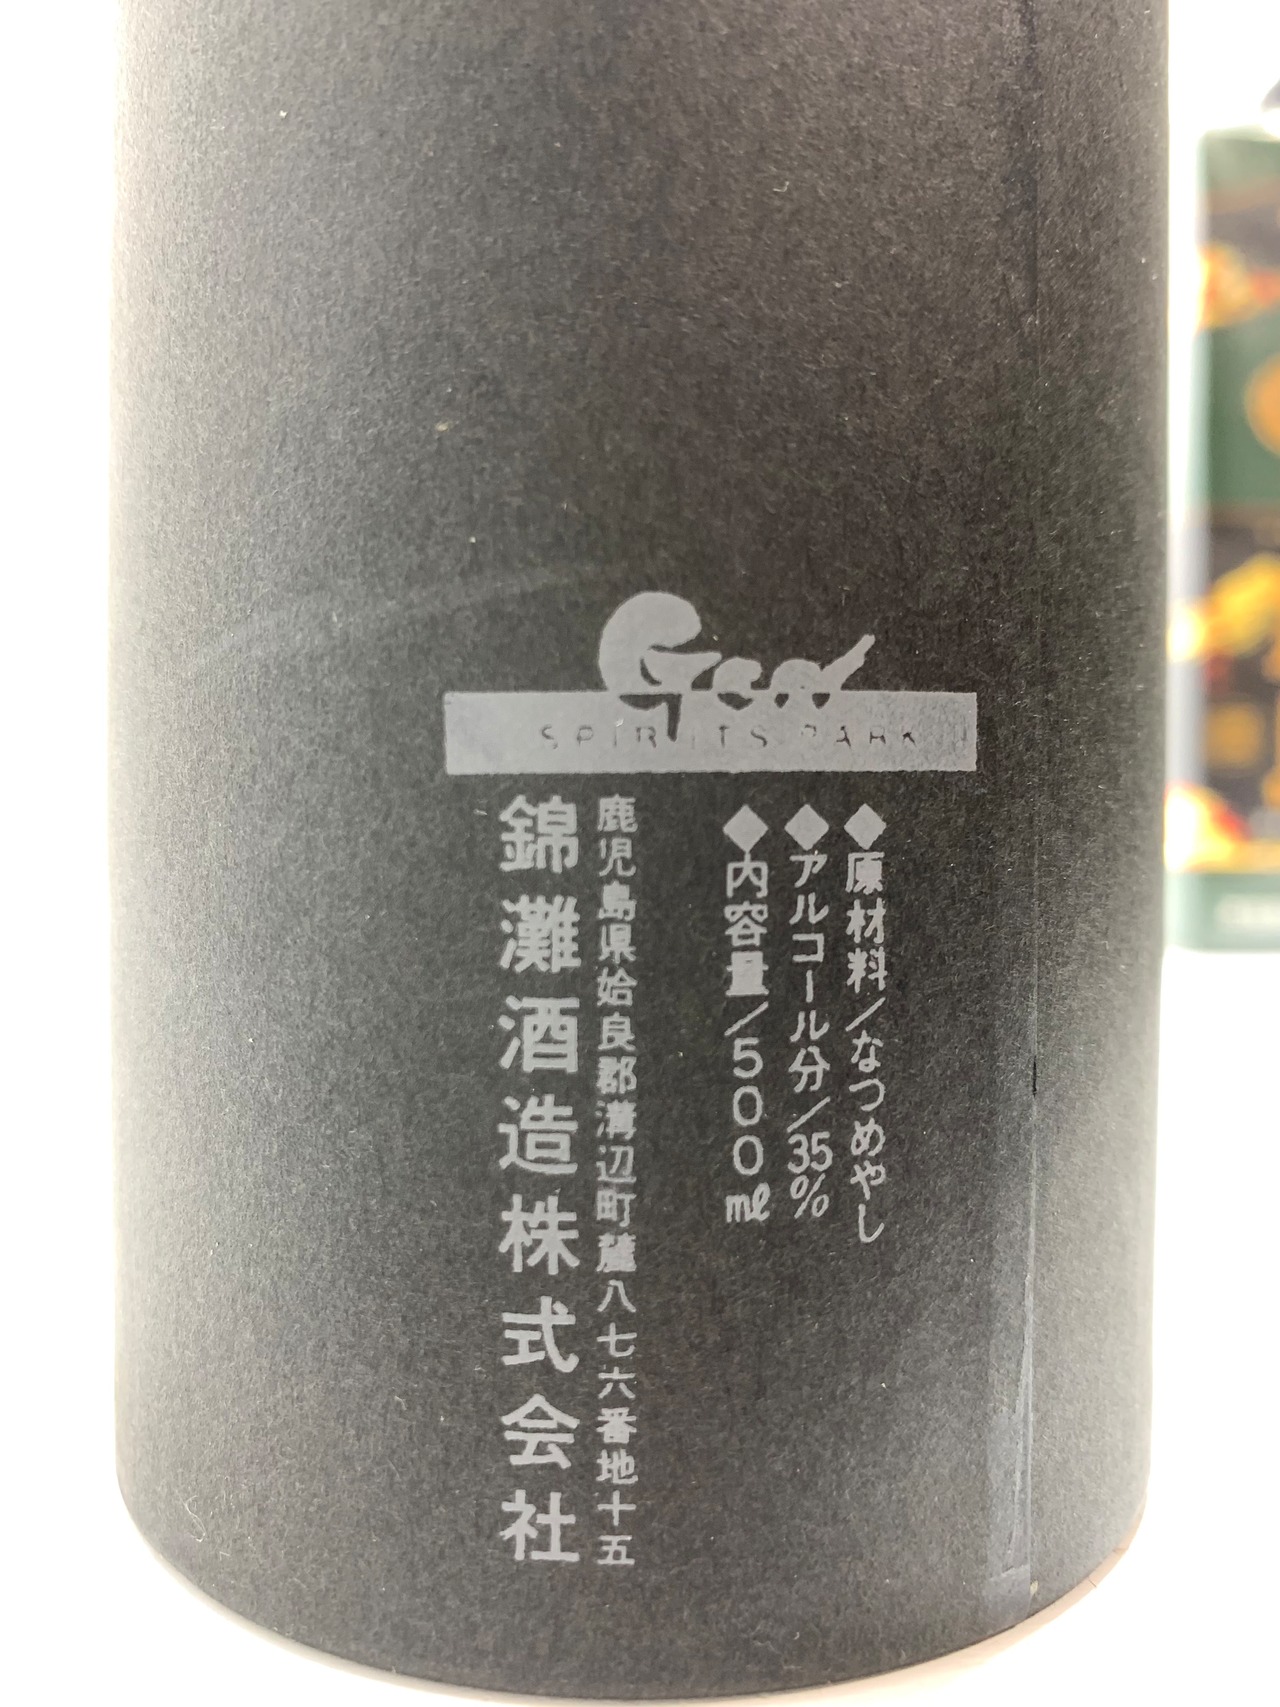 Gen
SPIRITS PARK
◆原材料/なつめやし
◆アルコール分/35%
◆内容量/500㎖
鹿児島県姶良郡溝辺町麓八七六番地十五
錦灘酒造株式会社